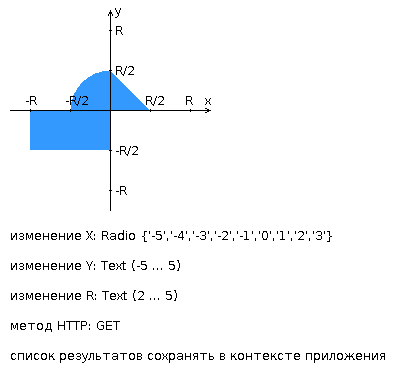 y
R
R/2
-R
-R/2
R/2
R
x
-R/2
-R
изменение X: Radio {'-5','-4','-3','-2','-1','0','1','2','3'}
изменение Y: Text (-5 ... 5)
изменение R: Text (2 ... 5)
метод HTTP: GET
список результатов сохранять в контексте приложения